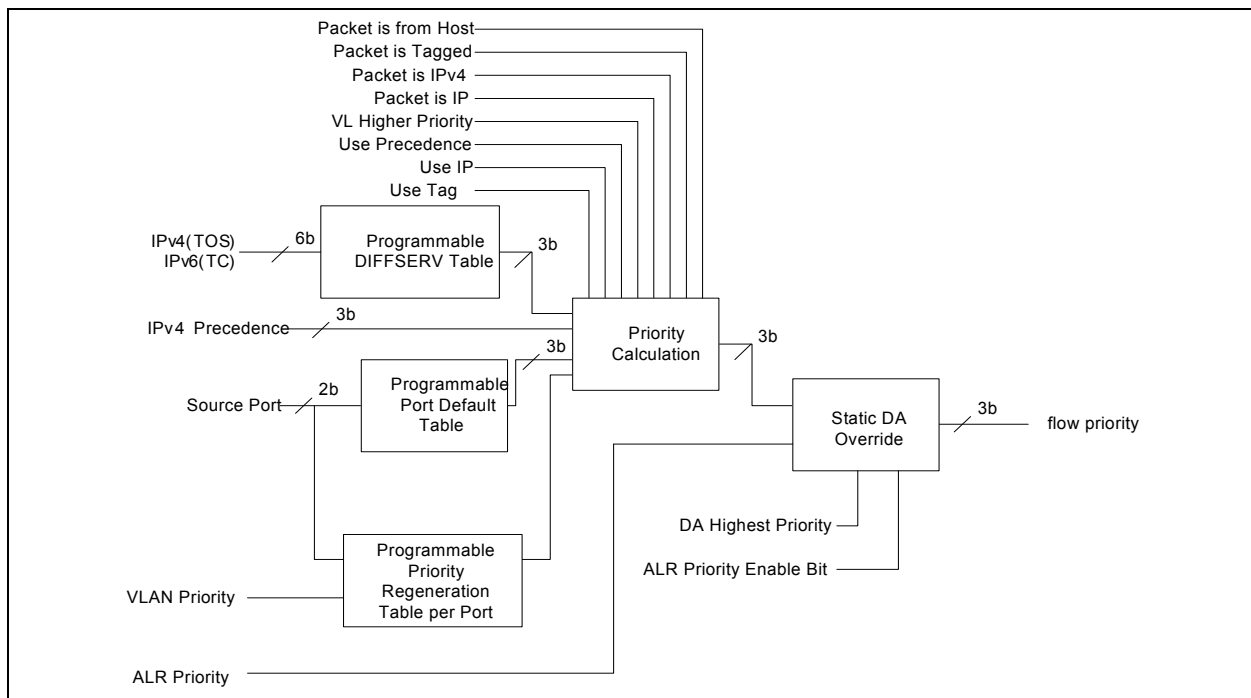 Packet is from Host
Packet is Tagged
Packet is IPv4
Packet is IP
VL Higher Priority
Use Precedence
Use IP
Use Tag
IPv4(TOS)
IPv6(TC)
6b
Programmable
DIFFSERV Table
3b
IPv4 Precedence
3b
Priority
Calculation
3b
3b
Source Port
2b
Programmable
Port Default
Table
Static DA
Override
3b
flow priority
DA Highest Priority
ALR Priority Enable Bit
Programmable
Priority
Regeneration
Table per Port
VLAN Priority
ALR Priority